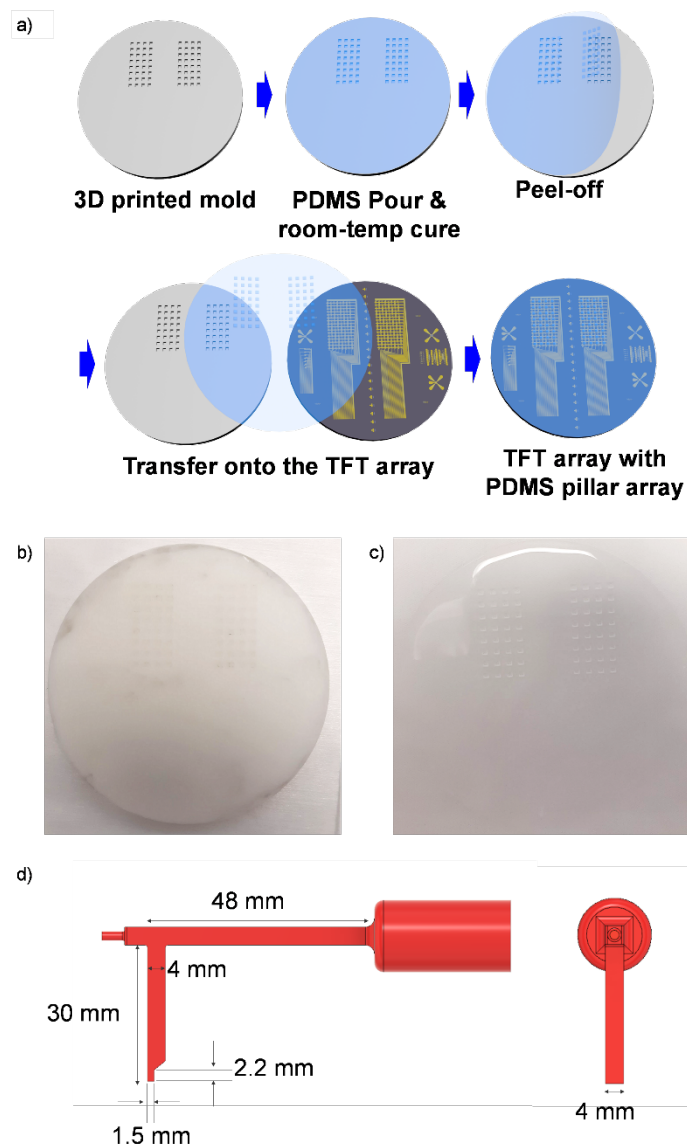 a)
3D printed mold
PDMS Pour &
room-temp cure
Peel-off
Transfer onto the TFT array
TFT array with
PDMS pillar array
b)
c)
d)
48 mm
4 mm
30 mm
2.2 mm
1.5 mm
4 mm